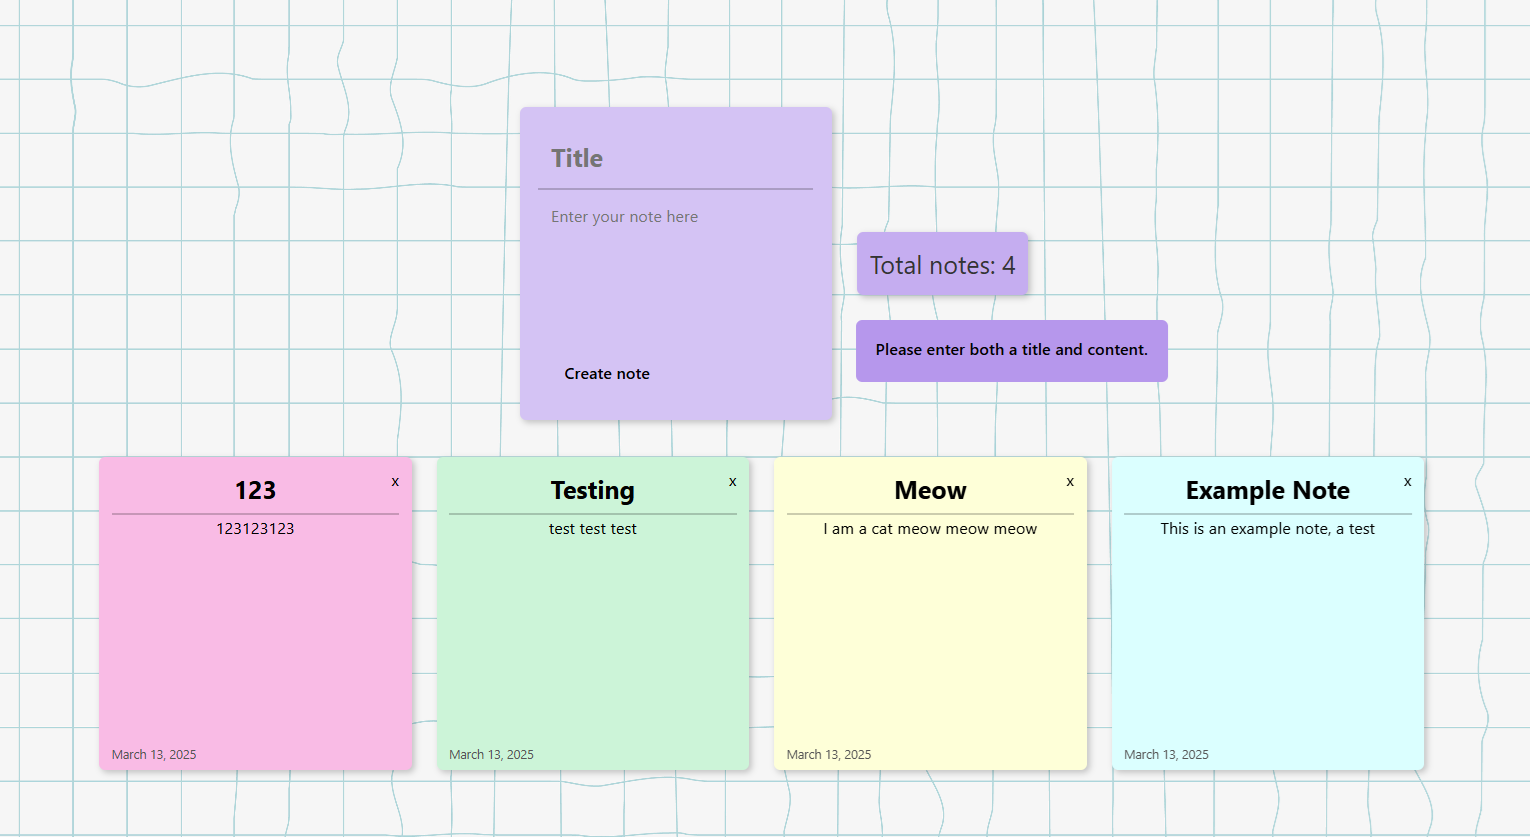 Title
Enter your note here
Create note
Total notes: 4
Please enter both a title and content.
123
x
123123123
March 13, 2025
Testing
x
test test test
March 13, 2025
Meow
x
I am a cat meow meow meow
March 13, 2025
Example Note
x
This is an example note, a test
March 13, 2025